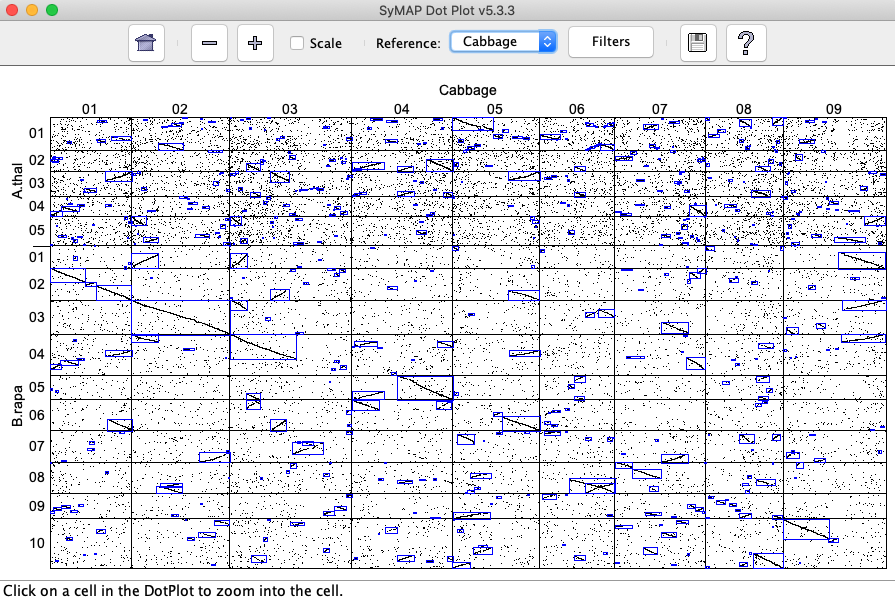 SyMAP Dot Plot v5.3.3
Scale Reference: Cabbage Filters ?
Cabbage
01 02 03 04 05 06 07 08 09
A.thal
01
02
03
04
05
B.rapa
01
02
03
04
05
06
07
08
09
10
Click on a cell in the DotPlot to zoom into the cell.